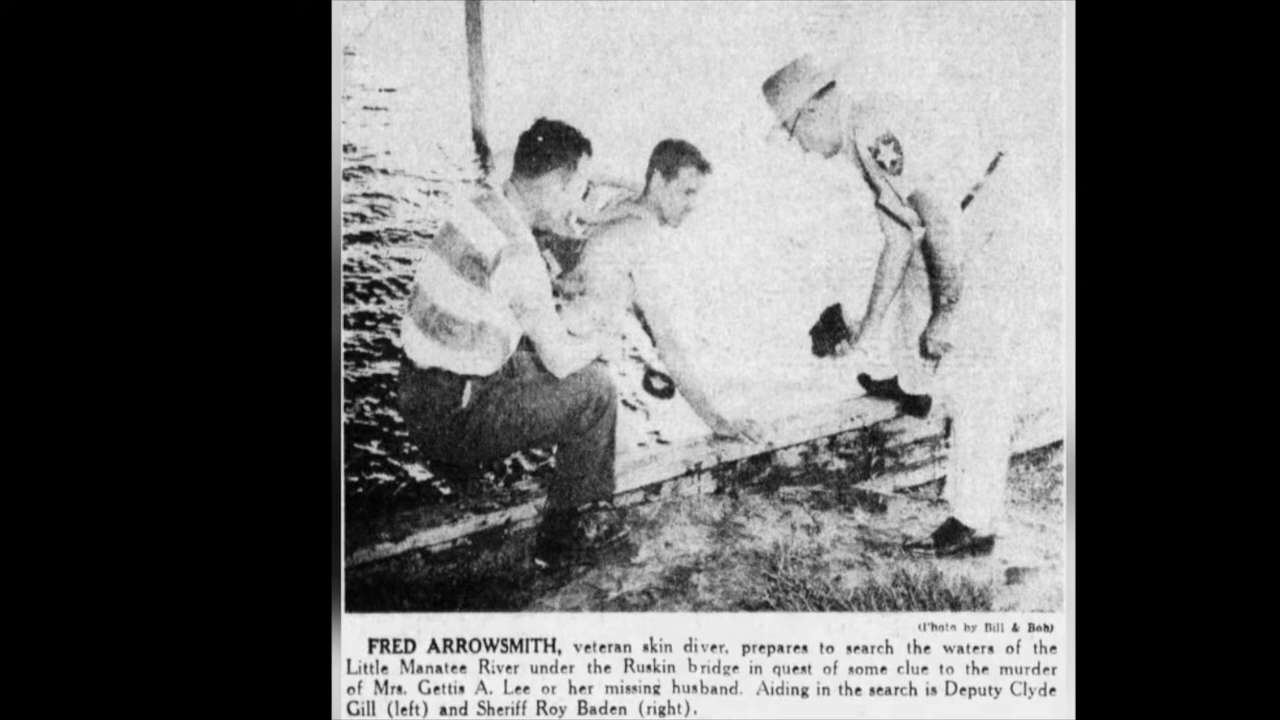 (Photo by Bill & Bob)
FRED ARROWSMITH, veteran skin diver, prepares to search the waters of the
Little Manatee River under the Ruskin bridge in quest of some clue to the murder
of Mrs. Gettis A. Lee or her missing husband. Aiding in the search is Deputy Clyde
Gill (left) and Sheriff Roy Baden (right).